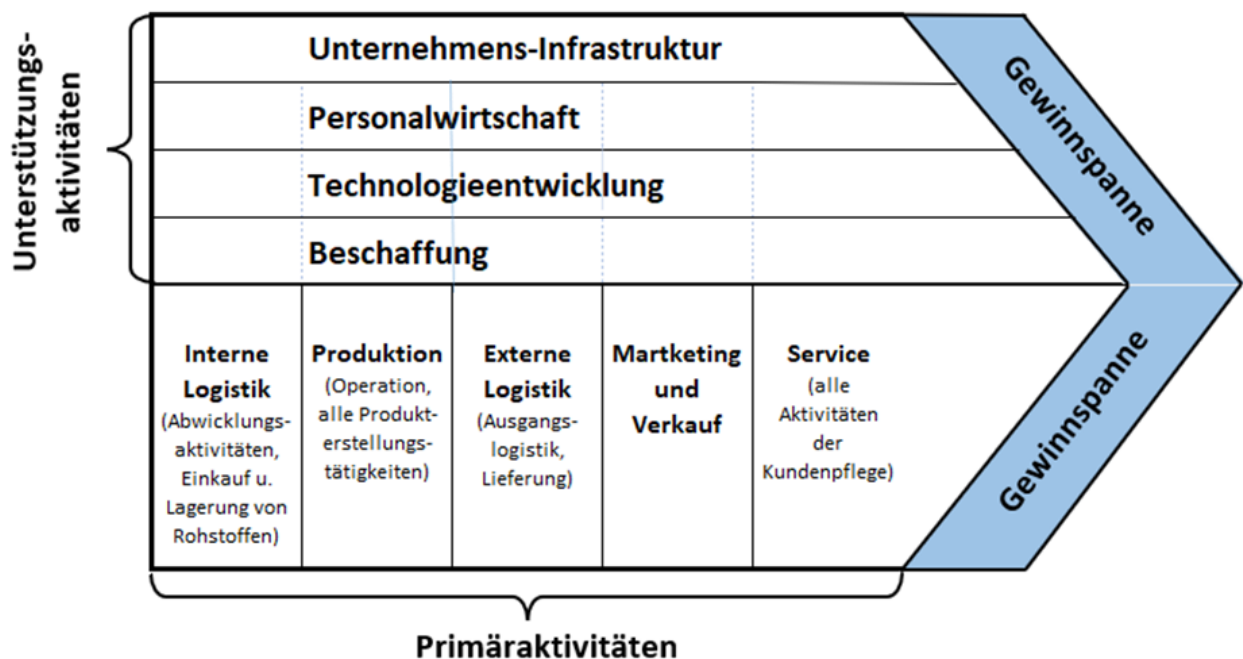 Unterstützungs-
aktivitäten
Unternehmens-Infrastruktur
Personalwirtschaft
Technologieentwicklung
Beschaffung
Gewinnspanne
Interne
Logistik
(Abwicklungs-
aktivitäten,
Einkauf u.
Lagerung von
Rohstoffen)
Produktion
(Operation,
alle Produkt-
erstellungs-
tätigkeiten)
Externe
Logistik
(Ausgangs-
logistik,
Lieferung)
Martketing
und
Verkauf
Service
(alle
Aktivitäten
der
Kundenpflege)
Gewinnspanne
Primäraktivitäten